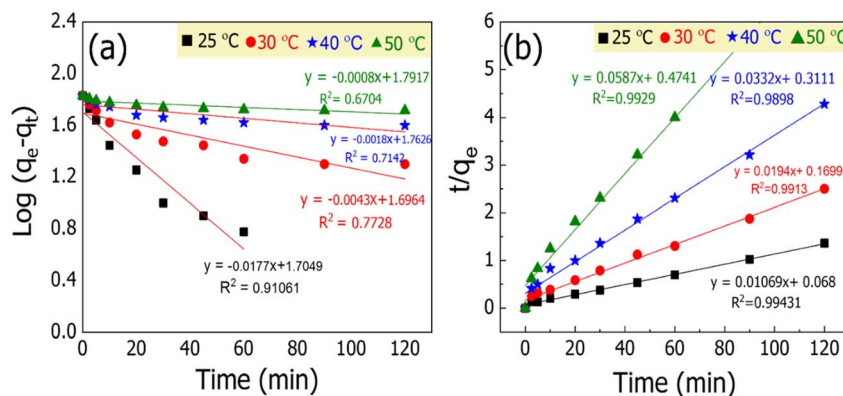 (a)
■ 25 °C ● 30 °C ★ 40 °C ▲ 50 °C
Log (qe-qt)
2.4
2.0
1.6
1.2
0.8
0.4
0.0
y = -0.0008x+1.7917
R² = 0.6704
y = -0.0018x+1.7626
R² = 0.7142
y = -0.0043x+1.6964
R² = 0.7728
y = -0.0177x+1.7049
R² = 0.91061
0 20 40 60 80 100 120
Time (min)
(b)
■ 25 °C ● 30 °C ★ 40 °C ▲ 50 °C
t/qe
6
5
4
3
2
1
0
y = 0.0587x+ 0.4741
R²= 0.9929
y = 0.0332x+ 0.3111
R²= 0.9898
y = 0.0194x+ 0.1699
R²=0.9913
y = 0.01069x+ 0.068
R²=0.99431
0 20 40 60 80 100 120
Time (min)